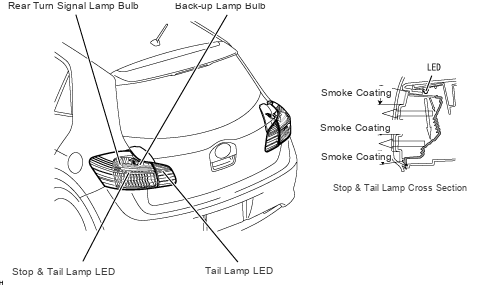 Rear Turn Signal Lamp Bulb
Back-up Lamp Bulb
LED
Smoke Coating
Smoke Coating
Smoke Coating
Stop & Tail Lamp Cross Section
Stop & Tail Lamp LED
Tail Lamp LED